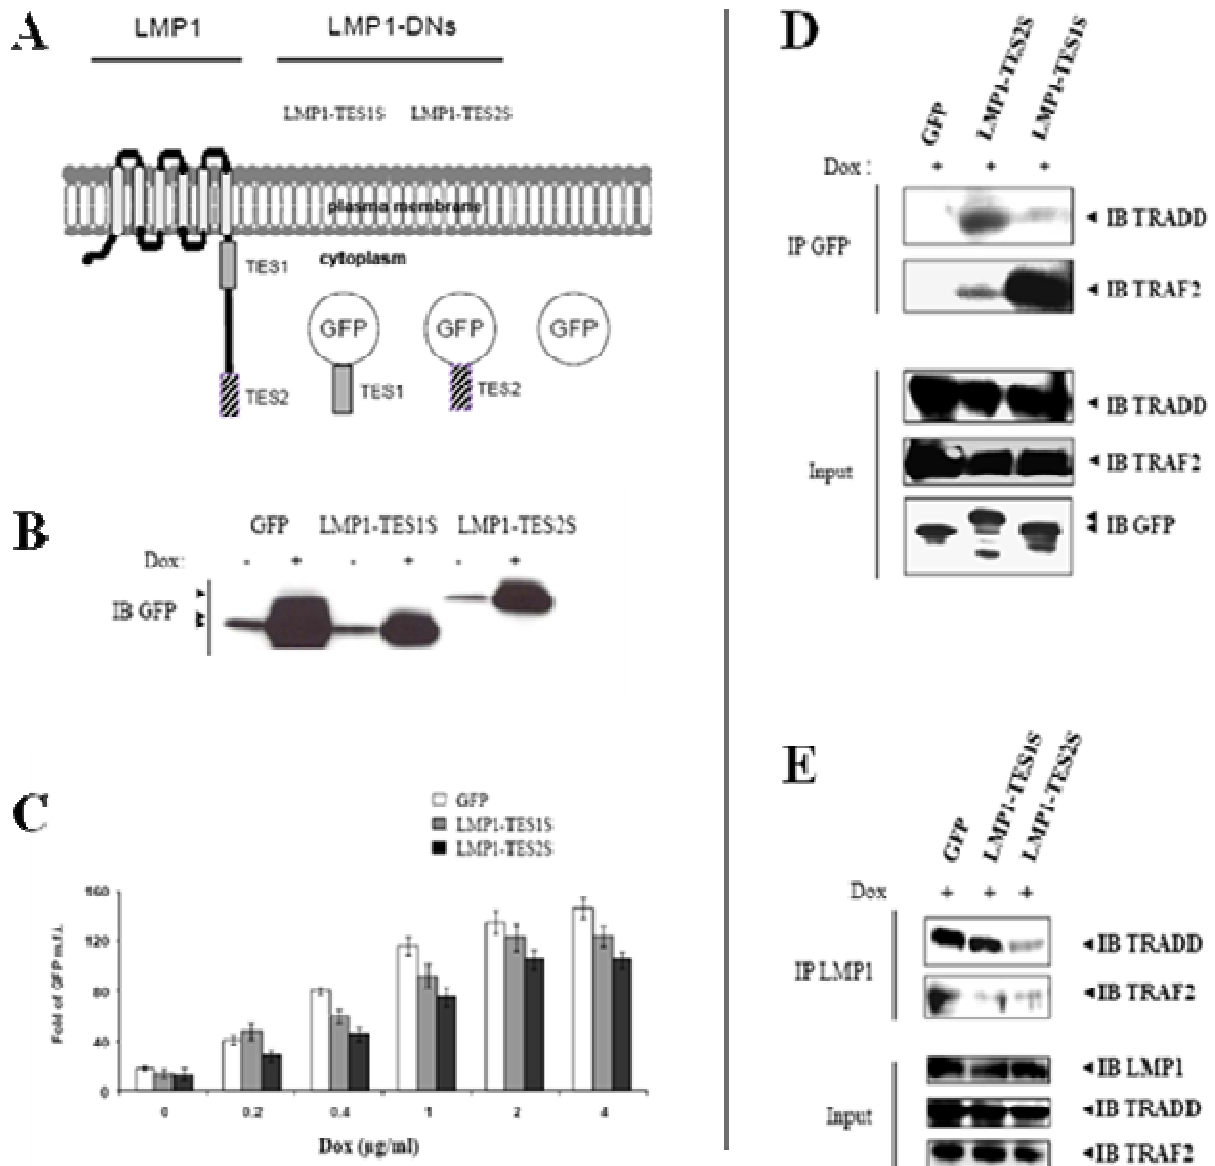 A
LMP1 LMP1-DNs
LMP1-TES1S LMP1-TES2S
plasma membrane
cytoplasm
TES1
GFP GFP GFP
TES1 TES2
TES2
B
GFP LMP1-TES1S LMP1-TES2S
Dox: - + - + - +
IB GFP
C
GFP
LMP1-TES1S
LMP1-TES2S
Fold of GFP m.f.i.
160
120
80
40
0
0 0.2 0.4 1 2 4
Dox (µg/ml)
D
GFP LMP1-TES2S LMP1-TES1S
Dox : + + +
IP GFP
IB TRADD
IB TRAF2
Input
IB TRADD
IB TRAF2
IB GFP
E
GFP LMP1-TES1S LMP1-TES2S
Dox + + +
IP LMP1
IB TRADD
IB TRAF2
Input
IB LMP1
IB TRADD
IB TRAF2